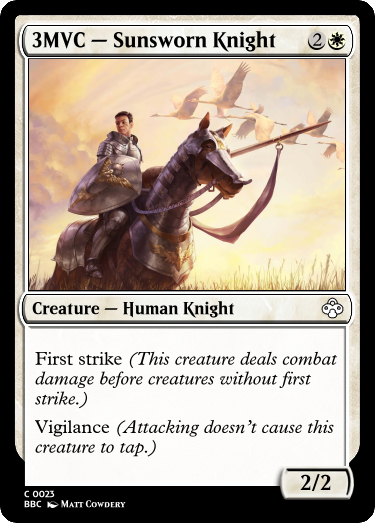 3MVC — Sunsworn Knight 2
Creature — Human Knight
First strike (This creature deals combat
damage before creatures without first
strike.)
Vigilance (Attacking doesn't cause this
creature to tap.)
2/2
C 0023
BBC Matt Cowdery